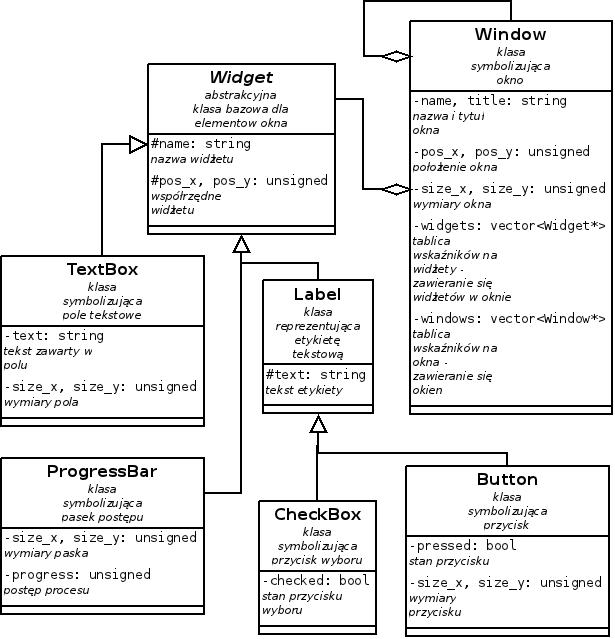 Window
klasa
symbolizująca
okno
-name, title: string
nazwa i tytuł
okna
-pos_x, pos_y: unsigned
położenie okna
-size_x, size_y: unsigned
wymiary okna
-widgets: vector<Widget*>
tablica
wskaźników na
widżety -
zawieranie się
widżetów w oknie
-windows: vector<Window*>
tablica
wskaźników na
okna -
zawieranie się
okien
Widget
abstrakcyjna
klasa bazowa dla
elementow okna
#name: string
nazwa widżetu
#pos_x, pos_y: unsigned
współrzędne
widżetu
TextBox
klasa
symbolizująca
pole tekstowe
-text: string
tekst zawarty w
polu
-size_x, size_y: unsigned
wymiary pola
Label
klasa
reprezentująca
etykietę
tekstową
#text: string
tekst etykiety
ProgressBar
klasa
symbolizująca
pasek postępu
-size_x, size_y: unsigned
wymiary paska
-progress: unsigned
postęp procesu
CheckBox
klasa
symbolizująca
przycisk wyboru
-checked: bool
stan przycisku
wyboru
Button
klasa
symbolizująca
przycisk
-pressed: bool
stan przycisku
-size_x, size_y: unsigned
wymiary
przycisku